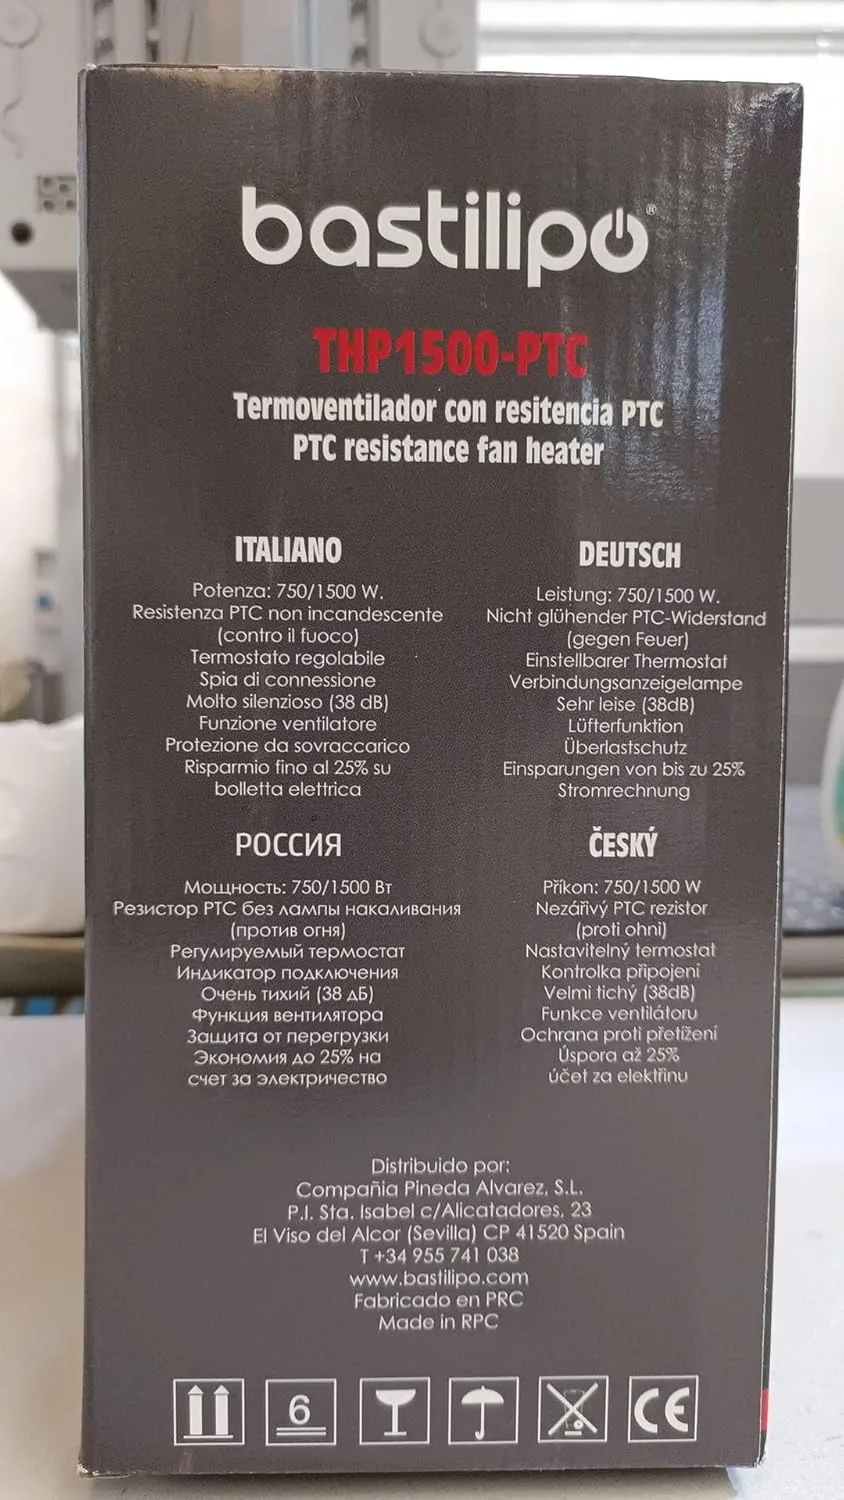 bastilipo®
THP1500-PTC
Termoventilador con resitencia PTC
PTC resistance fan heater
ITALIANO
Potenza: 750/1500 W.
Resistenza PTC non incandescente
(contro il fuoco)
Termostato regolabile
Spia di connessione
Molto silenzioso (38 dB)
Funzione ventilatore
Protezione da sovraccarico
Risparmio fino al 25% su
bolletta elettrica
DEUTSCH
Leistung: 750/1500 W.
Nicht glühender PTC-Widerstand
(gegen Feuer)
Einstellbarer Thermostat
Verbindungsanzeigelampe
Sehr leise (38dB)
Lüfterfunktion
Überlastschutz
Einsparungen von bis zu 25%
Stromrechnung
РОССИЯ
Мощность: 750/1500 Вт
Резистор PTC без лампы накаливания
(против огня)
Регулируемый термостат
Индикатор подключения
Очень тихий (38 дБ)
Функция вентилятора
Защита от перегрузки
Экономия до 25% на
счет за электричество
ČESKÝ
Příkon: 750/1500 W
Nezářivý PTC rezistor
(proti ohni)
Nastavitelný termostat
Kontrolka připojení
Velmi tichý (38dB)
Funkce ventilátoru
Ochrana proti přetížení
Úspora až 25%
účet za elektřinu
Distribuido por:
Compañia Pineda Alvarez, S.L.
P.I. Sta. Isabel c/Alicatadores, 23
El Viso del Alcor (Sevilla) CP 41520 Spain
T +34 955 741 038
www.bastilipo.com
Fabricado en PRC
Made in RPC
6
CE